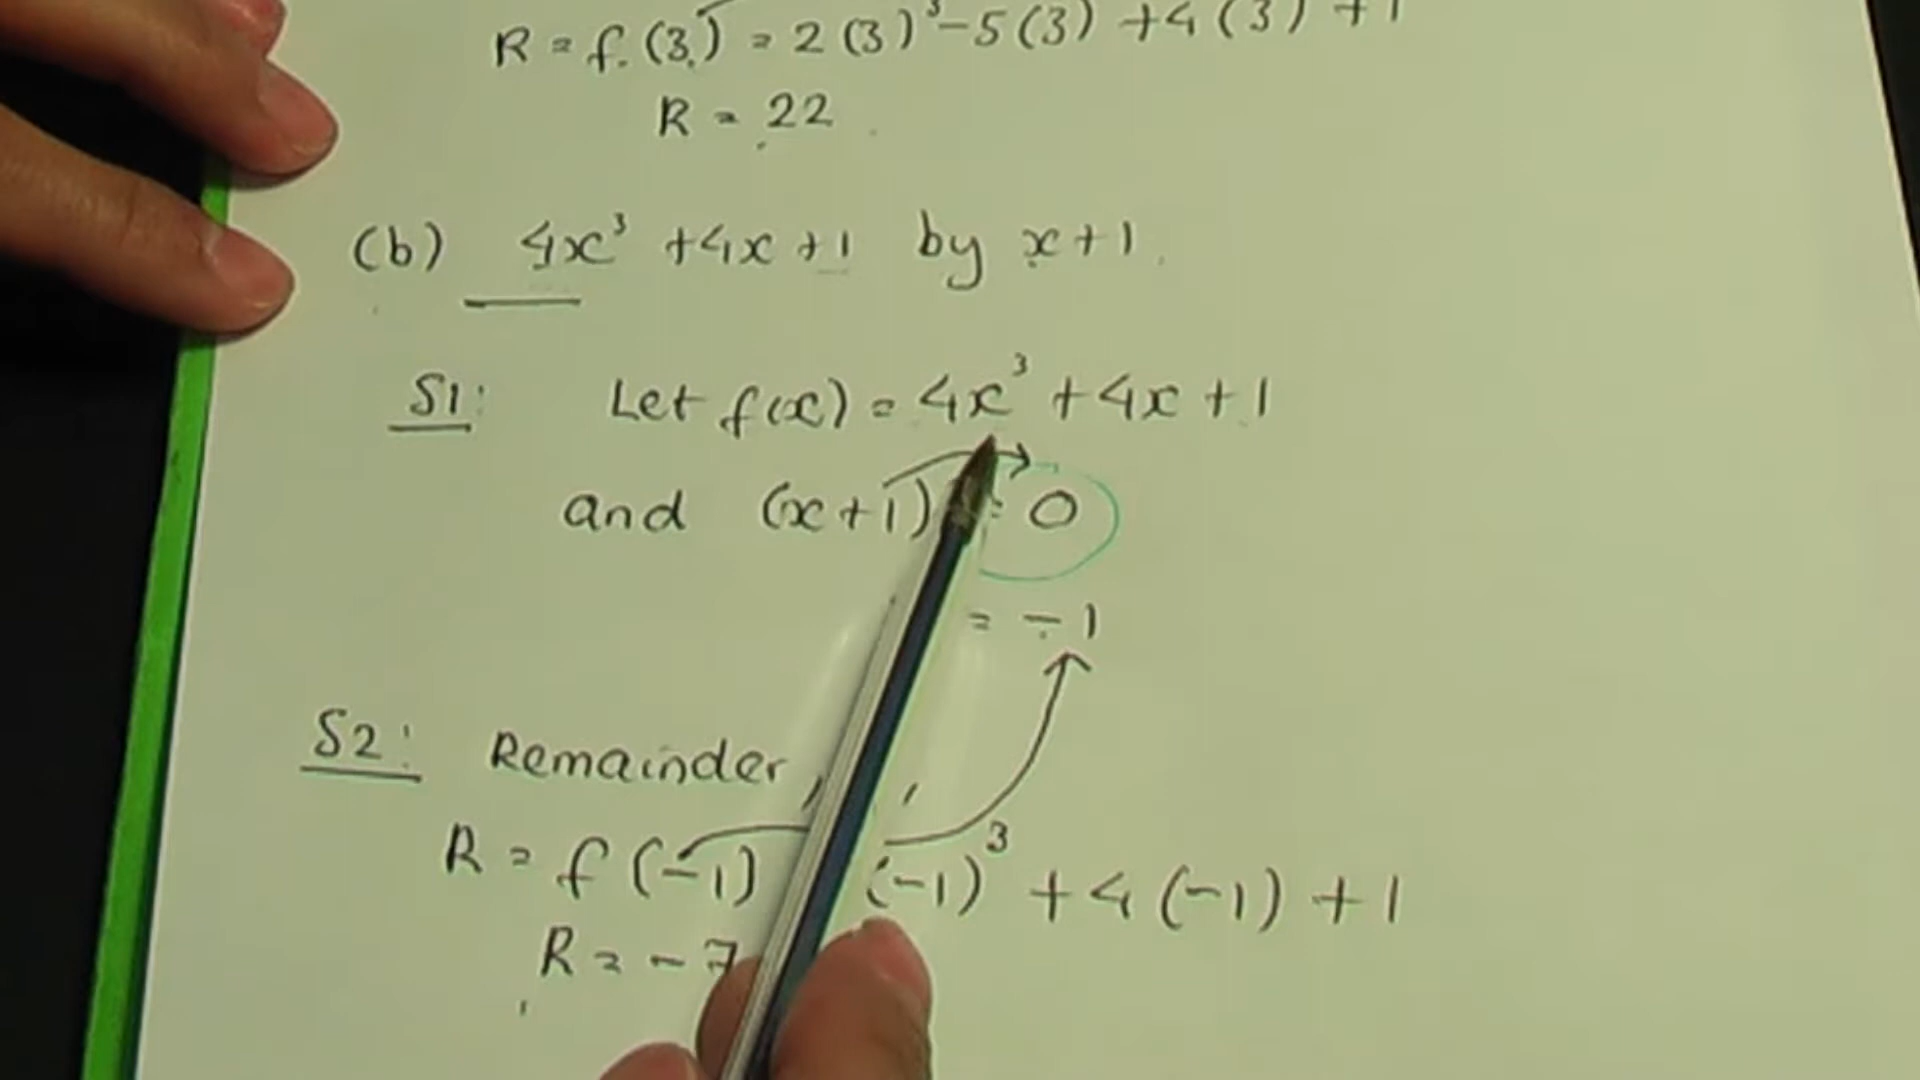 R = f(3) = 2(3)³ - 5(3) + 4(3) + 1
R = 22
(b) 4x³ + 4x + 1 by x + 1
S1: Let f(x) = 4x³ + 4x + 1
and (x+1) = 0
= -1
S2: Remainder
R = f(-1) (-1)³ + 4(-1) + 1
R = -7